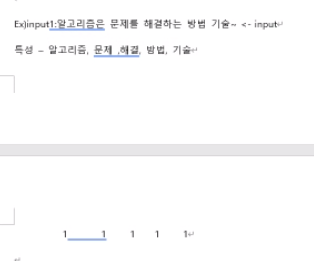 Ex)input1:알고리즘은 문제를 해결하는 방법 기술~ <- input
특성 – 알고리즘, 문제 ,해결, 방법, 기술
1 1 1 1 1